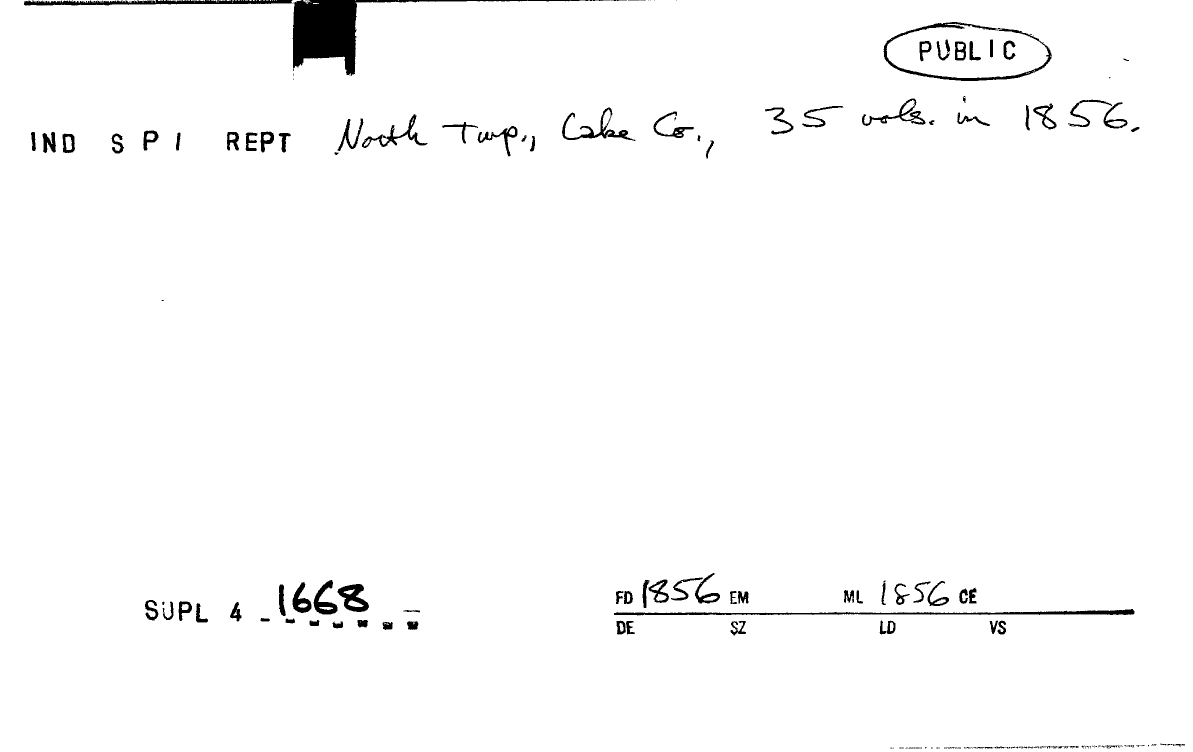 PUBLIC
IND S P I REPT North Twp., Lake Co., 35 vols. in 1856.
SUPL 4 1668
FD 1856 EM ML 1856 CE
DE SZ LD VS